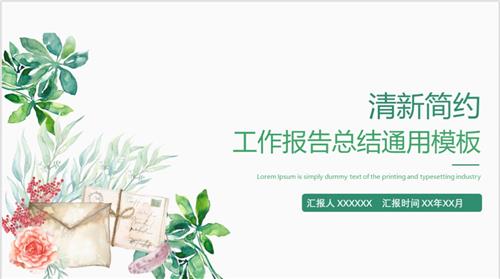 清新简约
工作报告总结通用模板
Lorem Ipsum is simply dummy text of the printing and typesetting industry
汇报人 XXXXXX 汇报时间 XX年XX月